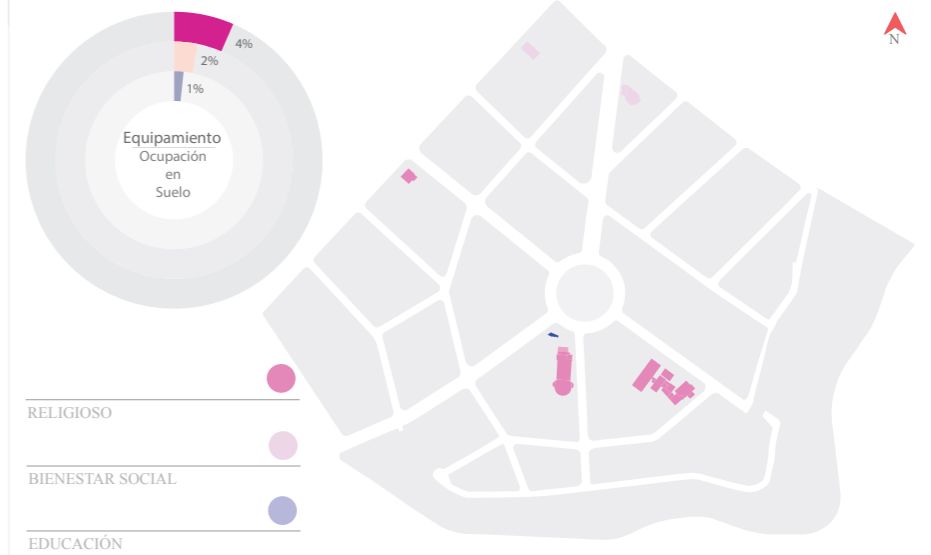 4%
2%
1%
Equipamiento
Ocupación
en
Suelo
N
RELIGIOSO
BIENESTAR SOCIAL
EDUCACIÓN